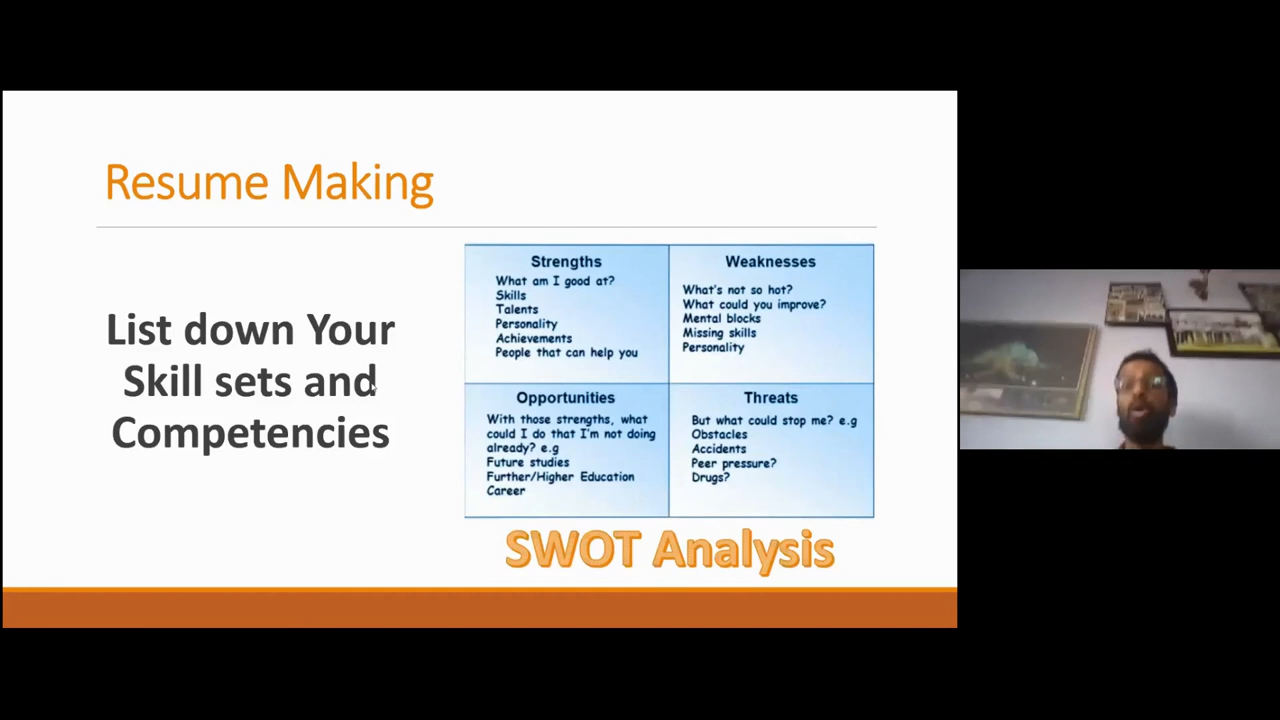 Resume Making
List down Your
Skill sets and
Competencies
Strengths
What am I good at?
Skills
Talents
Personality
Achievements
People that can help you
Weaknesses
What's not so hot?
What could you improve?
Mental blocks
Missing skills
Personality
Opportunities
With those strengths, what
could I do that I'm not doing
already? e.g
Future studies
Further/Higher Education
Career
Threats
But what could stop me? e.g
Obstacles
Accidents
Peer pressure?
Drugs?
SWOT Analysis